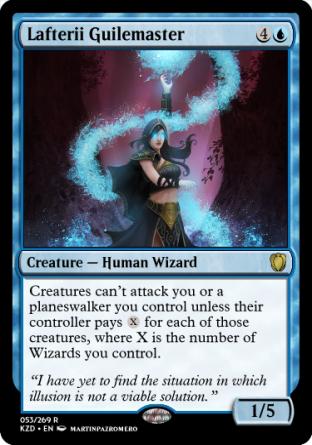 Lafterii Guilemaster 4
Creature — Human Wizard
Creatures can't attack you or a
planeswalker you control unless their
controller pays X for each of those
creatures, where X is the number of
Wizards you control.
"I have yet to find the situation in which
illusion is not a viable solution."
1/5
053/269 R
KZD • EN MARTINPAZROMERO